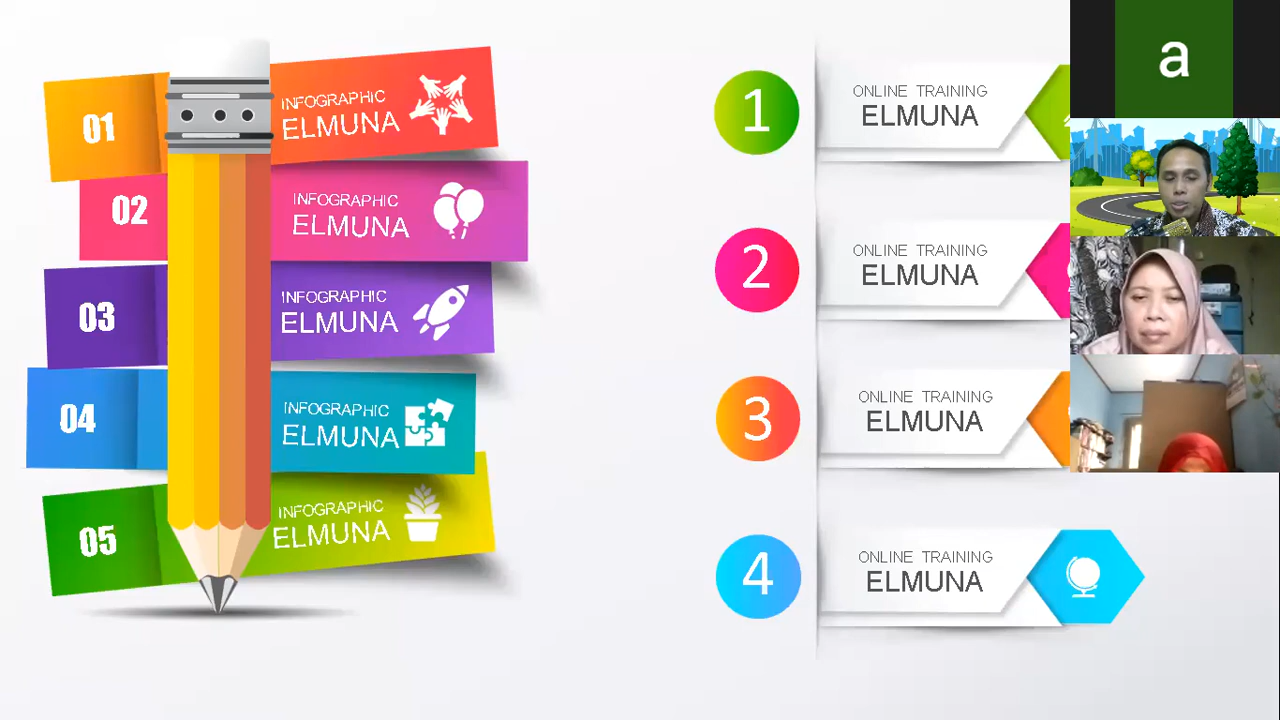 01
INFOGRAPHIC
ELMUNA
02
INFOGRAPHIC
ELMUNA
03
INFOGRAPHIC
ELMUNA
04
INFOGRAPHIC
ELMUNA
05
INFOGRAPHIC
ELMUNA
1
ONLINE TRAINING
ELMUNA
2
ONLINE TRAINING
ELMUNA
3
ONLINE TRAINING
ELMUNA
4
ONLINE TRAINING
ELMUNA
a